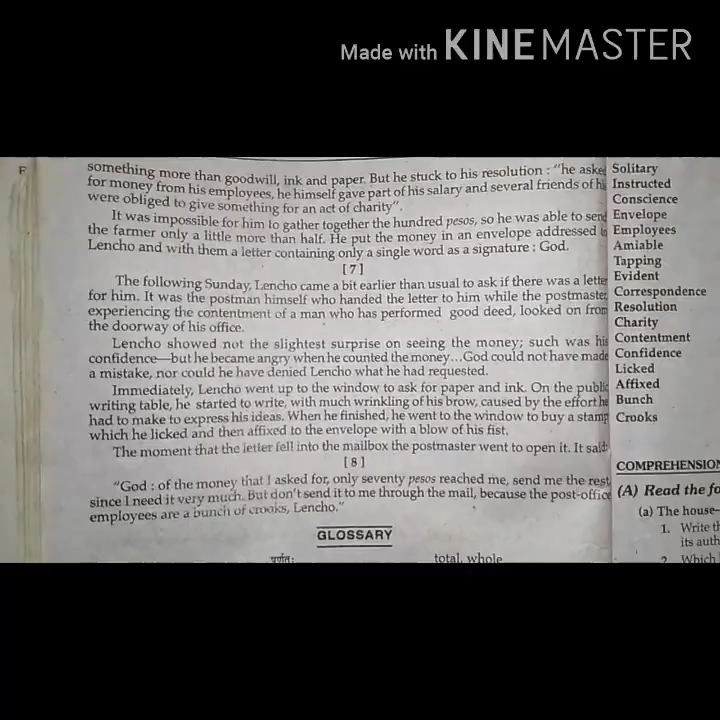 Made with KINEMASTER
something more than goodwill, ink and paper. But he stuck to his resolution : "he asked
for money from his employees, he himself gave part of his salary and several friends of his
were obliged to give something for an act of charity".
It was impossible for him to gather together the hundred pesos, so he was able to send
the farmer only a little more than half. He put the money in an envelope addressed to
Lencho and with them a letter containing only a single word as a signature : God.
[7]
The following Sunday, Lencho came a bit earlier than usual to ask if there was a lette
for him. It was the postman himself who handed the letter to him while the postmaster
experiencing the contentment of a man who has performed good deed, looked on from
the doorway of his office.
Lencho showed not the slightest surprise on seeing the money; such was his
confidence—but he became angry when he counted the money...God could not have made
a mistake, nor could he have denied Lencho what he had requested.
Immediately, Lencho went up to the window to ask for paper and ink. On the public
writing table, he started to write, with much wrinkling of his brow, caused by the effort he
had to make to express his ideas. When he finished, he went to the window to buy a stamp
which he licked and then affixed to the envelope with a blow of his fist.
The moment that the letter fell into the mailbox the postmaster went to open it. It said:
[8]
"God : of the money that I asked for, only seventy pesos reached me, send me the rest
since I need it very much. But don't send it to me through the mail, because the post-office
employees are a bunch of crooks, Lencho."
GLOSSARY
पूर्णतः total, whole
Solitary
Instructed
Conscience
Envelope
Employees
Amiable
Tapping
Evident
Correspondence
Resolution
Charity
Contentment
Confidence
Licked
Affixed
Bunch
Crooks
COMPREHENSION
(A) Read the fo
(a) The house—
1. Write th
its auth
2. Which